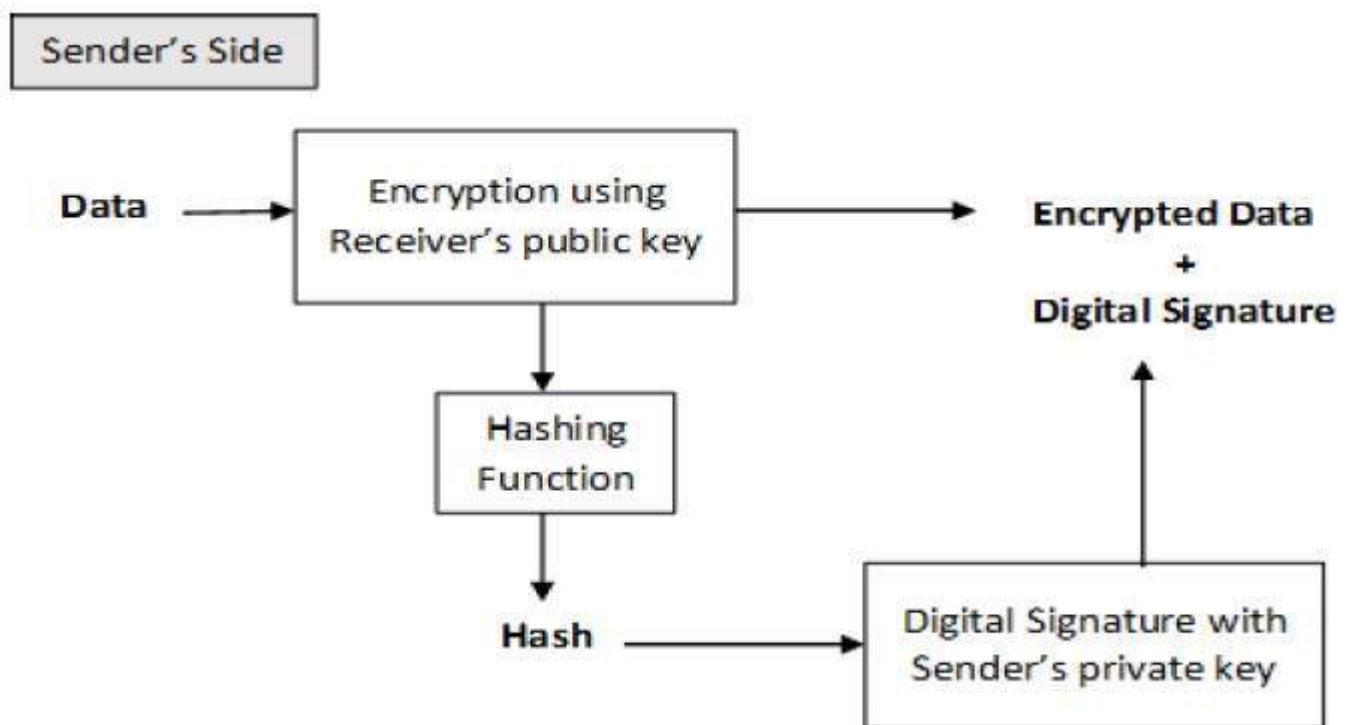 Sender’s Side
Data
Encryption using
Receiver’s public key
Encrypted Data
+
Digital Signature
Hashing
Function
Hash
Digital Signature with
Sender’s private key